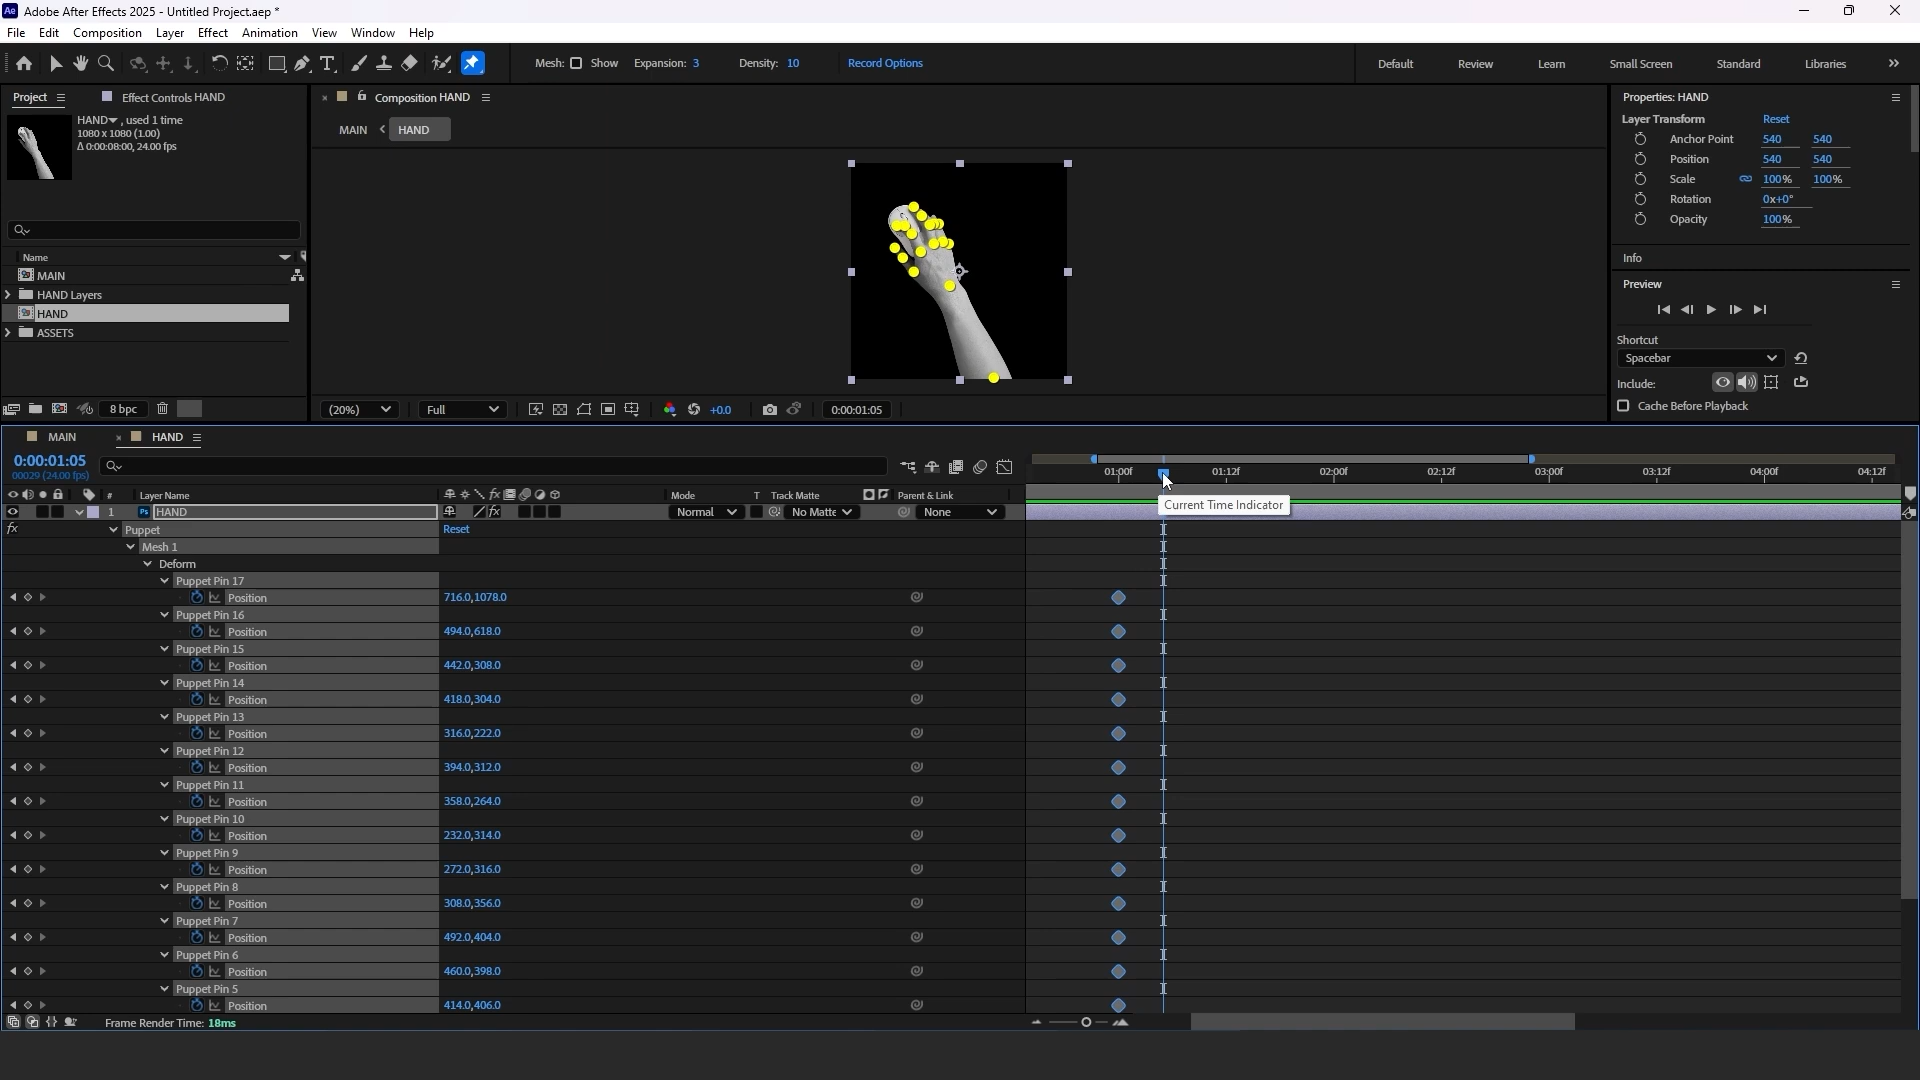 Ae Adobe After Effects 2025 - Untitled Project.aep *
File Edit Composition Layer Effect Animation View Window Help
Mesh: Show Expansion: 3 Density: 10 Record Options
Default Review Learn Small Screen Standard Libraries
Project Effect Controls HAND
HAND , used 1 time
1080 x 1080 (1.00)
Δ 0:00:08:00, 24.00 fps
Name
MAIN
HAND Layers
HAND
ASSETS
8 bpc
Composition HAND
MAIN HAND
(20%) Full +0.0 0:00:01:05
Properties: HAND
Layer Transform Reset
Anchor Point 540 540
Position 540 540
Scale 100% 100%
Rotation 0x+0°
Opacity 100%
Info
Preview
Shortcut
Spacebar
Include:
Cache Before Playback
MAIN HAND
0:00:01:05
00029 (24.00 fps)
01:00f 01:12f 02:00f 02:12f 03:00f 03:12f 04:00f 04:12f
# Layer Name Mode T Track Matte Parent & Link
1 Ps HAND fx Normal No Matte None
Current Time Indicator
fx Puppet Reset
Mesh 1
Deform
Puppet Pin 17
Position 716.0,1078.0
Puppet Pin 16
Position 494.0,618.0
Puppet Pin 15
Position 442.0,308.0
Puppet Pin 14
Position 418.0,304.0
Puppet Pin 13
Position 316.0,222.0
Puppet Pin 12
Position 394.0,312.0
Puppet Pin 11
Position 358.0,264.0
Puppet Pin 10
Position 232.0,314.0
Puppet Pin 9
Position 272.0,316.0
Puppet Pin 8
Position 308.0,356.0
Puppet Pin 7
Position 492.0,404.0
Puppet Pin 6
Position 460.0,398.0
Puppet Pin 5
Position 414.0,406.0
Frame Render Time: 18ms